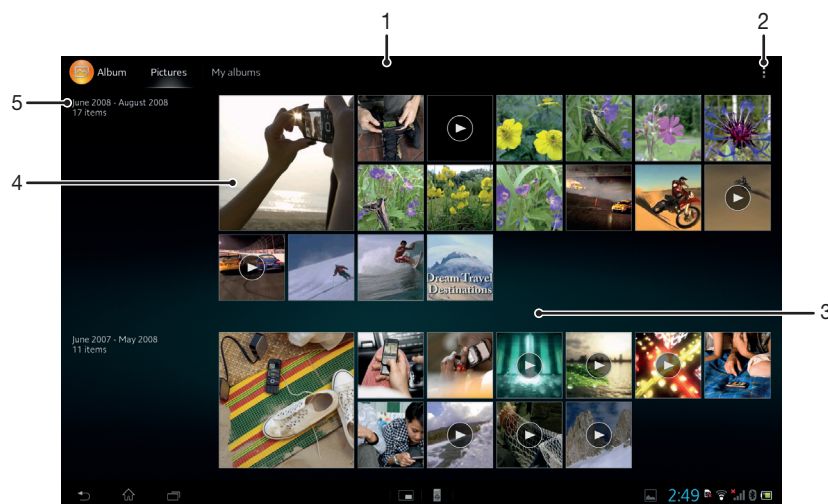 1
2
Album
Pictures
My albums
5
June 2008 - August 2008
17 items
4
Dream Travel
Destinations
3
June 2007 - May 2008
11 items
2:49